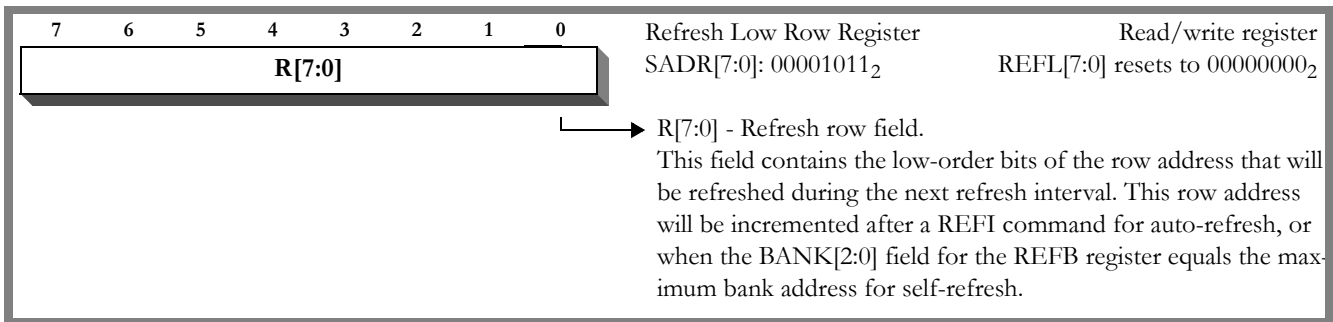 7 6 5 4 3 2 1 0
R[7:0]
Refresh Low Row Register Read/write register
SADR[7:0]: 00001011₂ REFL[7:0] resets to 00000000₂
R[7:0] - Refresh row field.
This field contains the low-order bits of the row address that will
be refreshed during the next refresh interval. This row address
will be incremented after a REFI command for auto-refresh, or
when the BANK[2:0] field for the REFB register equals the max-
imum bank address for self-refresh.